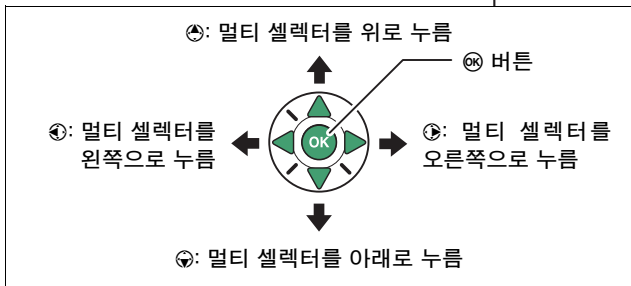 : 멀티 셀렉터를 위로 누름
OK 버튼
: 멀티 셀렉터를
왼쪽으로 누름
OK
: 멀티 셀렉터를
오른쪽으로 누름
: 멀티 셀렉터를 아래로 누름